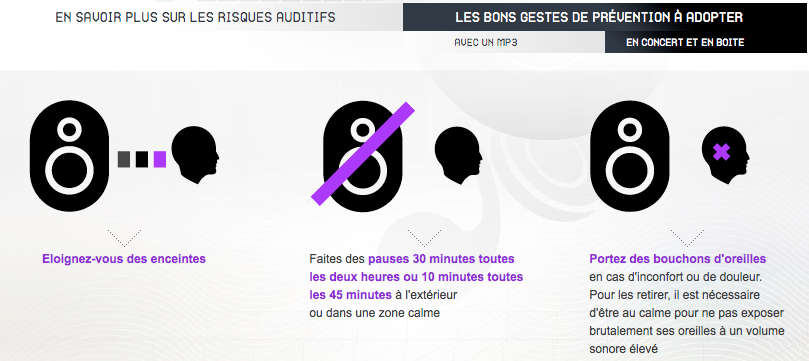 EN SAVOIR PLUS SUR LES RISQUES AUDITIFS
LES BONS GESTES DE PRÉVENTION À ADOPTER
AVEC UN MP3
EN CONCERT ET EN BOITE
Eloignez-vous des enceintes
Faites des pauses 30 minutes toutes
les deux heures ou 10 minutes toutes
les 45 minutes à l'extérieur
ou dans une zone calme
Portez des bouchons d'oreilles
en cas d'inconfort ou de douleur.
Pour les retirer, il est nécessaire
d'être au calme pour ne pas exposer
brutalement ses oreilles à un volume
sonore élevé